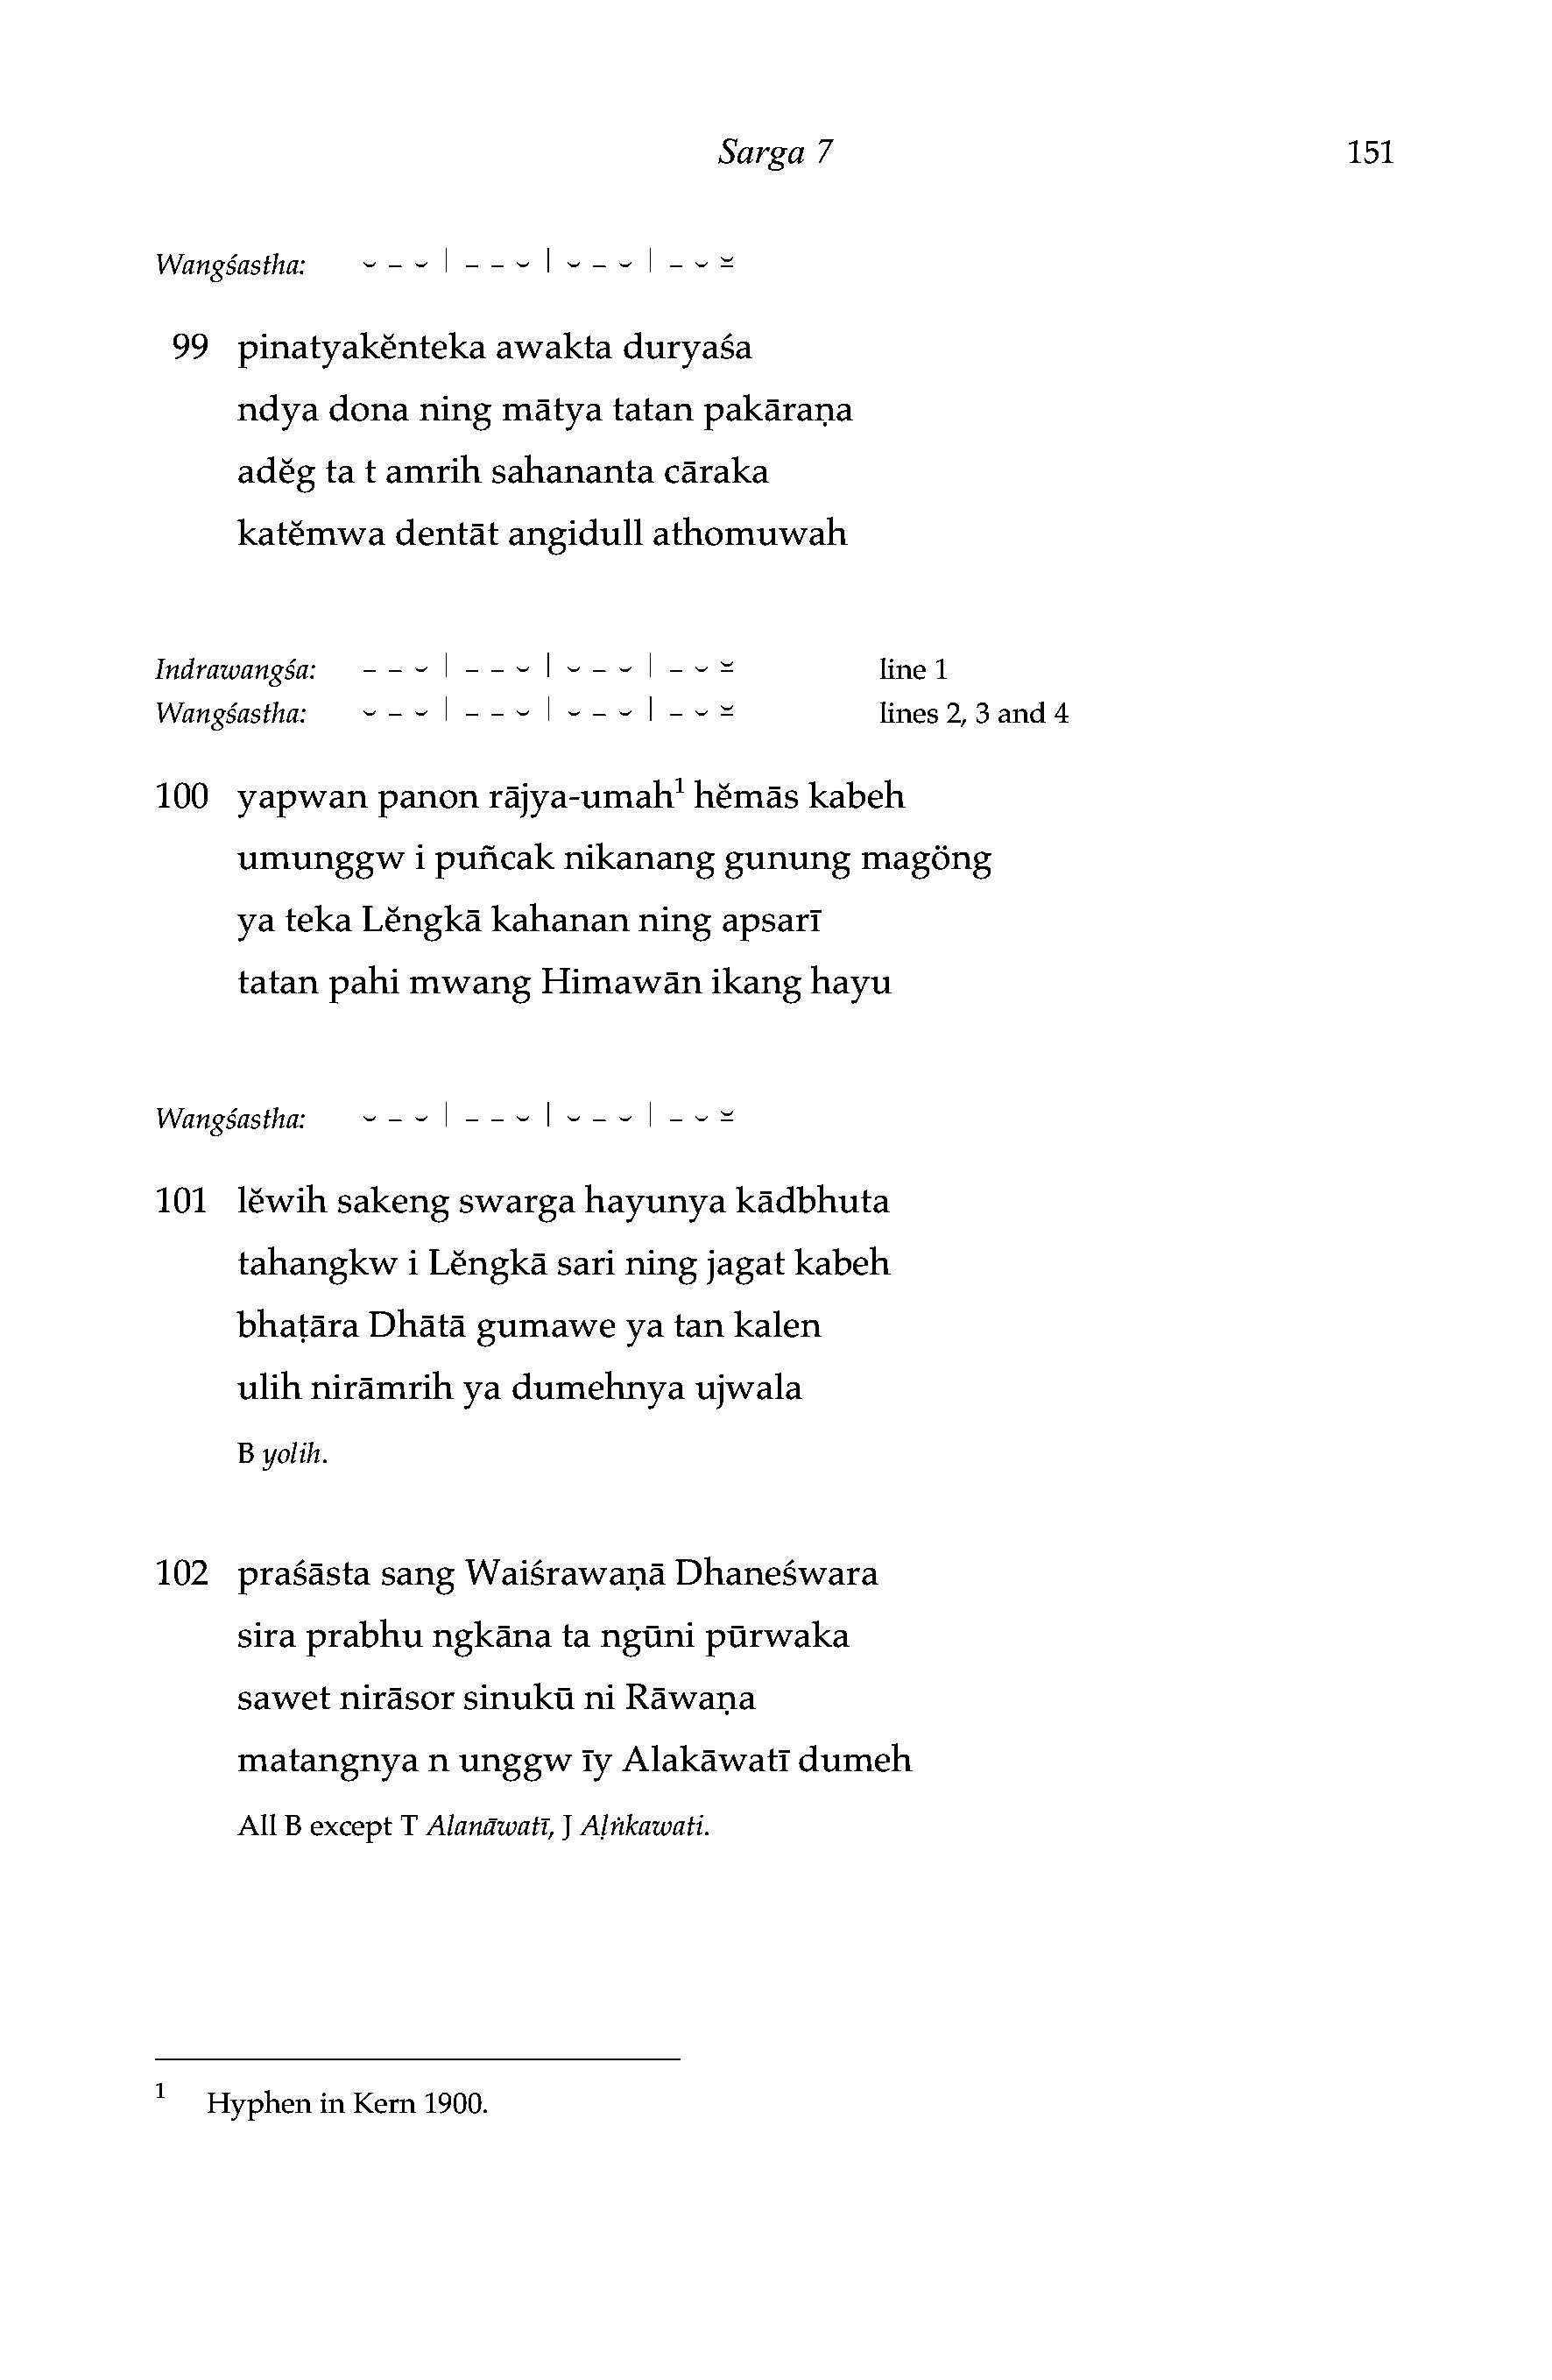 Sarga 7 151
Wangśastha: ⏑ – ⏑ | – – ⏑ | ⏑ – ⏑ | – ⏑ ⏓
99 pinatyakĕnteka awakta duryaśa
ndya dona ning mātya tatan pakāraṇa
adĕg ta t amrih sahananta cāraka
katĕmwa dentāt angidull athomuwah
Indrawangśa: – – ⏑ | – – ⏑ | ⏑ – ⏑ | – ⏑ ⏓ line 1
Wangśastha: ⏑ – ⏑ | – – ⏑ | ⏑ – ⏑ | – ⏑ ⏓ lines 2, 3 and 4
100 yapwan panon rājya-umah¹ hĕmās kabeh
umunggw i puñcak nikanang gunung magöng
ya teka Lĕngkā kahanan ning apsarī
tatan pahi mwang Himawān ikang hayu
Wangśastha: ⏑ – ⏑ | – – ⏑ | ⏑ – ⏑ | – ⏑ ⏓
101 lĕwih sakeng swarga hayunya kādbhuta
tahangkw i Lĕngkā sari ning jagat kabeh
bhaṭāra Dhātā gumawe ya tan kalen
ulih nirāmrih ya dumehnya ujwala
B yolih.
102 praśāsta sang Waiśrawaṇā Dhaneśwara
sira prabhu ngkāna ta ngūni pūrwaka
sawet nirāsor sinukū ni Rāwaṇa
matangnya n unggw īy Alakāwatī dumeh
All B except T Alanāwatī, J Aḷṅkawati.
¹ Hyphen in Kern 1900.